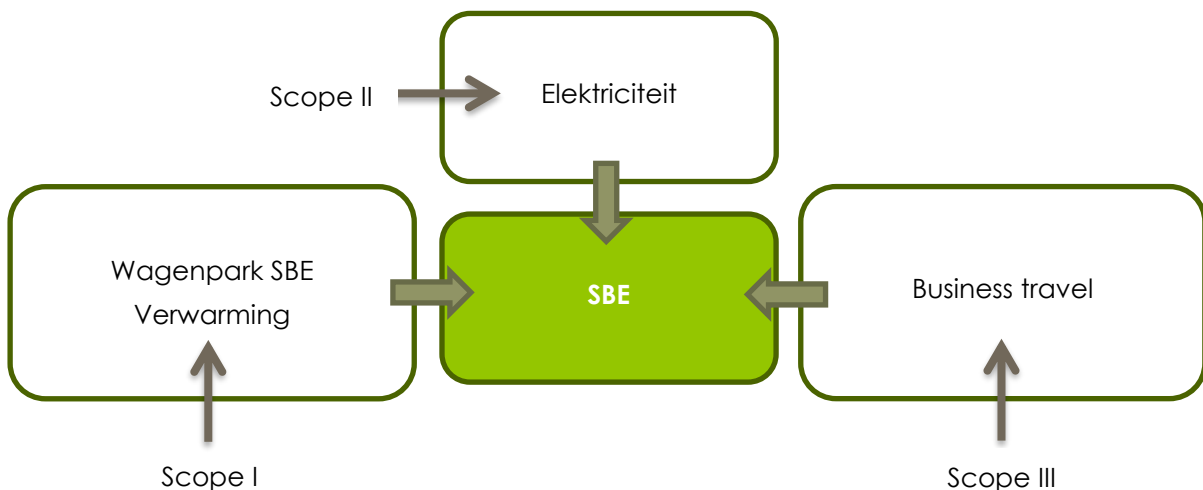 Scope II
Elektriciteit
Wagenpark SBE
Verwarming
SBE
Business travel
Scope I
Scope III